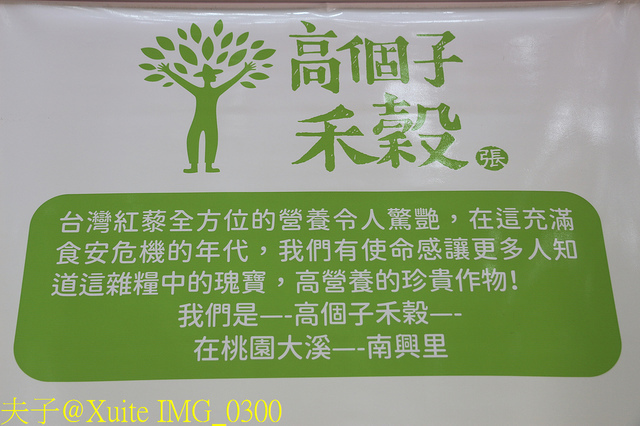 高個子
禾穀 張
台灣紅藜全方位的營養令人驚艷，在這充滿
食安危機的年代，我們有使命感讓更多人知
道這雜糧中的瑰寶，高營養的珍貴作物！
我們是—-高個子禾穀—-
在桃園大溪—-南興里
夫子@Xuite IMG_0300